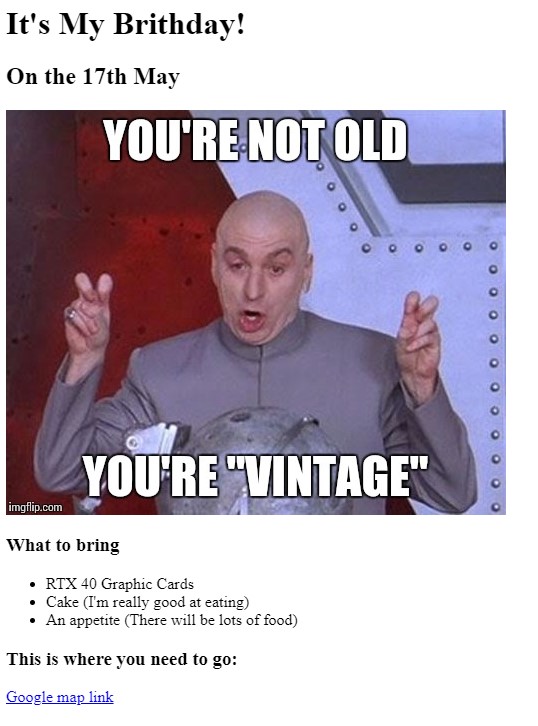 It's My Brithday!
On the 17th May
YOU'RE NOT OLD
YOU'RE "VINTAGE"
imgflip.com
What to bring
RTX 40 Graphic Cards
Cake (I'm really good at eating)
An appetite (There will be lots of food)
This is where you need to go:
Google map link